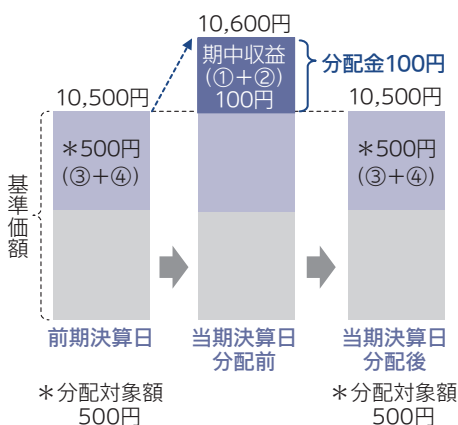 10,600円
期中収益
(①＋②)
100円
分配金100円
10,500円
10,500円
＊500円
(③＋④)
＊500円
(③＋④)
基準価額
前期決算日
当期決算日
分配前
当期決算日
分配後
＊分配対象額
500円
＊分配対象額
500円